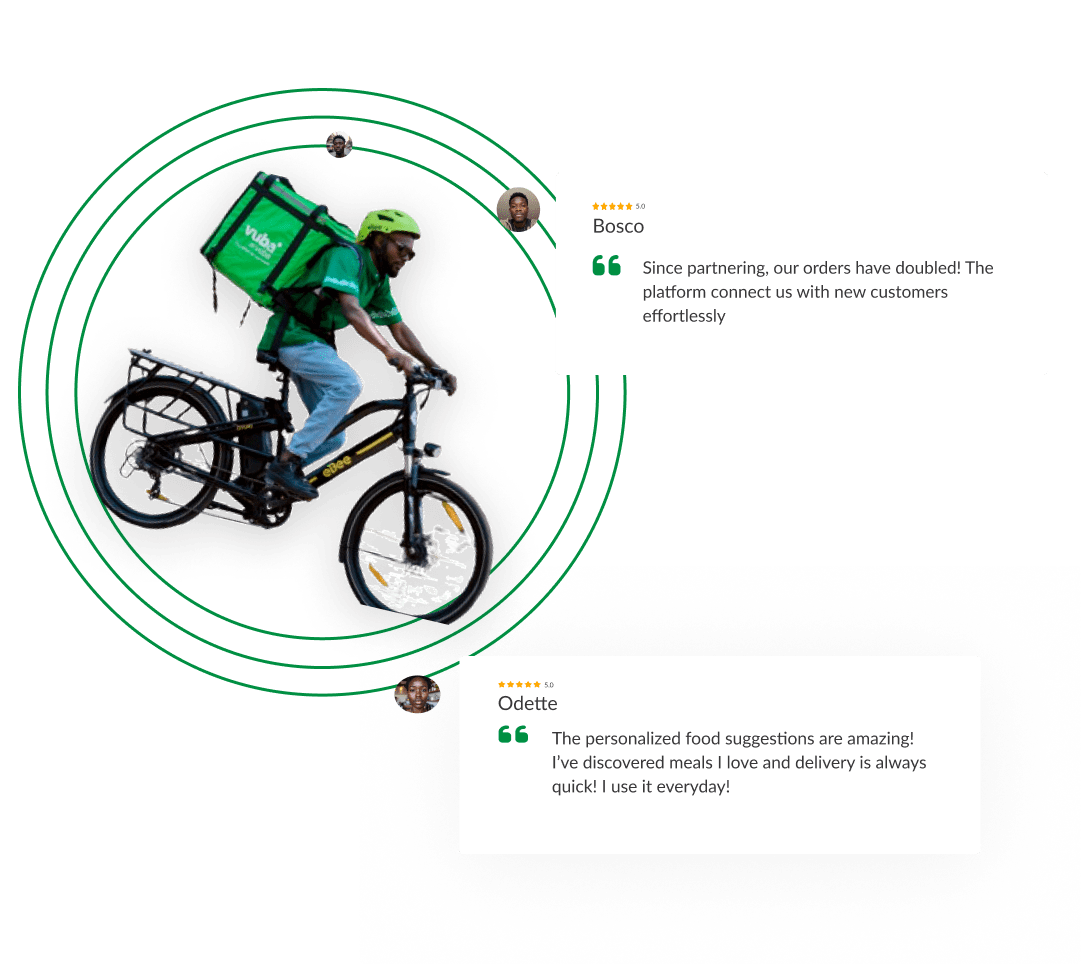 vuba
5.0
Bosco
Since partnering, our orders have doubled! The
platform connect us with new customers
effortlessly
eBee
5.0
Odette
The personalized food suggestions are amazing!
I've discovered meals I love and delivery is always
quick! I use it everyday!